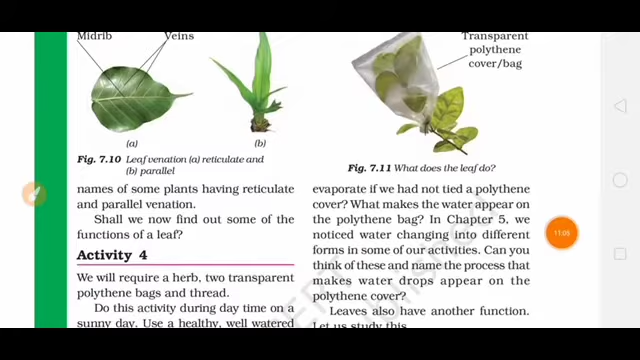 Midrib
Veins
(a)
(b)
Fig. 7.10 Leaf venation (a) reticulate and
(b) parallel
names of some plants having reticulate
and parallel venation.
Shall we now find out some of the
functions of a leaf?
Activity 4
We will require a herb, two transparent
polythene bags and thread.
Do this activity during day time on a
sunny day. Use a healthy, well watered
Transparent
polythene
cover/bag
Fig. 7.11 What does the leaf do?
evaporate if we had not tied a polythene
cover? What makes the water appear on
the polythene bag? In Chapter 5, we
noticed water changing into different
forms in some of our activities. Can you
think of these and name the process that
makes water drops appear on the
polythene cover?
Leaves also have another function.
Let us study this.
11:05